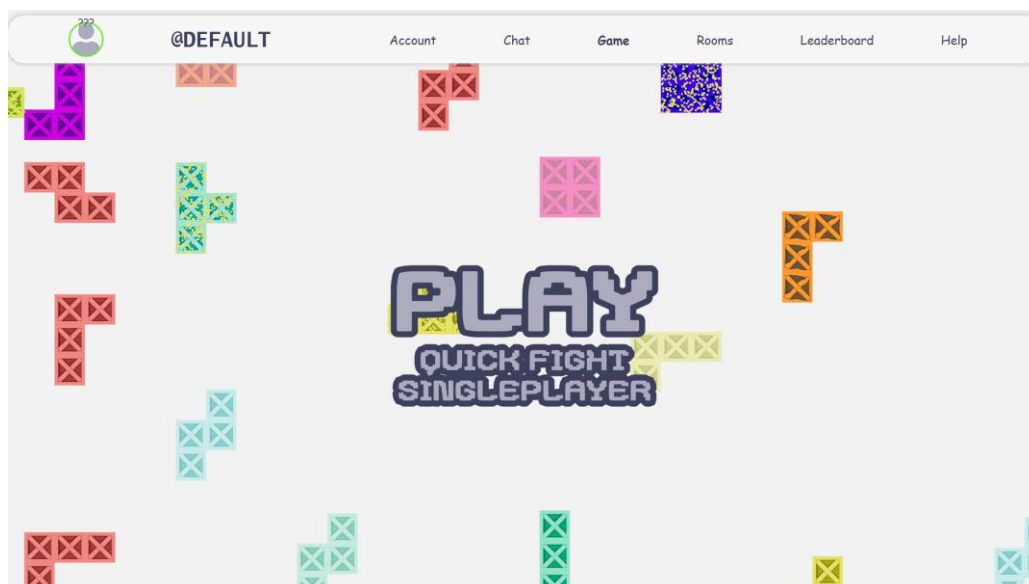 ???
@DEFAULT
Account
Chat
Game
Rooms
Leaderboard
Help
PLAY
QUICK FIGHT
SINGLEPLAYER